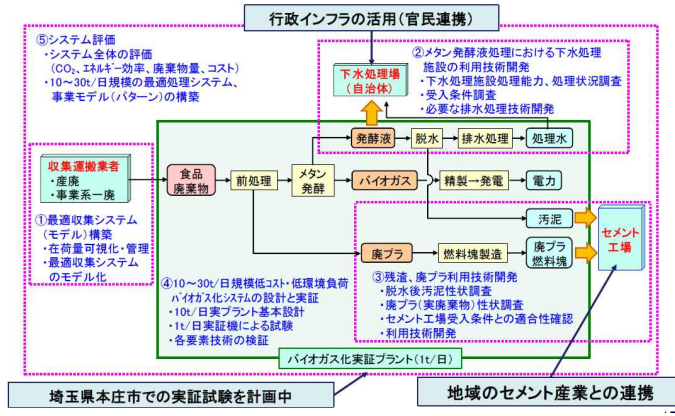 行政インフラの活用(官民連携)
⑤システム評価
・システム全体の評価
(CO₂、エネルギー効率、廃棄物量、コスト)
・10～30t/日規模の最適処理システム、
事業モデル(パターン)の構築
下水処理場
(自治体)
②メタン発酵液処理における下水処理
施設の利用技術開発
・下水処理施設処理能力、処理状況調査
・受入条件調査
・必要な排水処理技術開発
収集運搬業者
・産廃
・事業系一廃
①最適収集システム
(モデル)構築
・在荷量可視化・管理
・最適収集システム
のモデル化
食品
廃棄物
前処理
メタン
発酵
発酵液
脱水
排水処理
処理水
バイオガス
精製→発電
電力
汚泥
廃プラ
燃料塊製造
廃プラ
燃料塊
セメント
工場
④10～30t/日規模低コスト・低環境負荷
バイオガス化システムの設計と実証
・10t/日実プラント基本設計
・1t/日実証機による試験
・各要素技術の検証
③残渣、廃プラ利用技術開発
・脱水後汚泥性状調査
・廃プラ(実廃棄物)性状調査
・セメント工場受入条件との適合性確認
・利用技術開発
バイオガス化実証プラント(1t/日)
埼玉県本庄市での実証試験を計画中
地域のセメント産業との連携